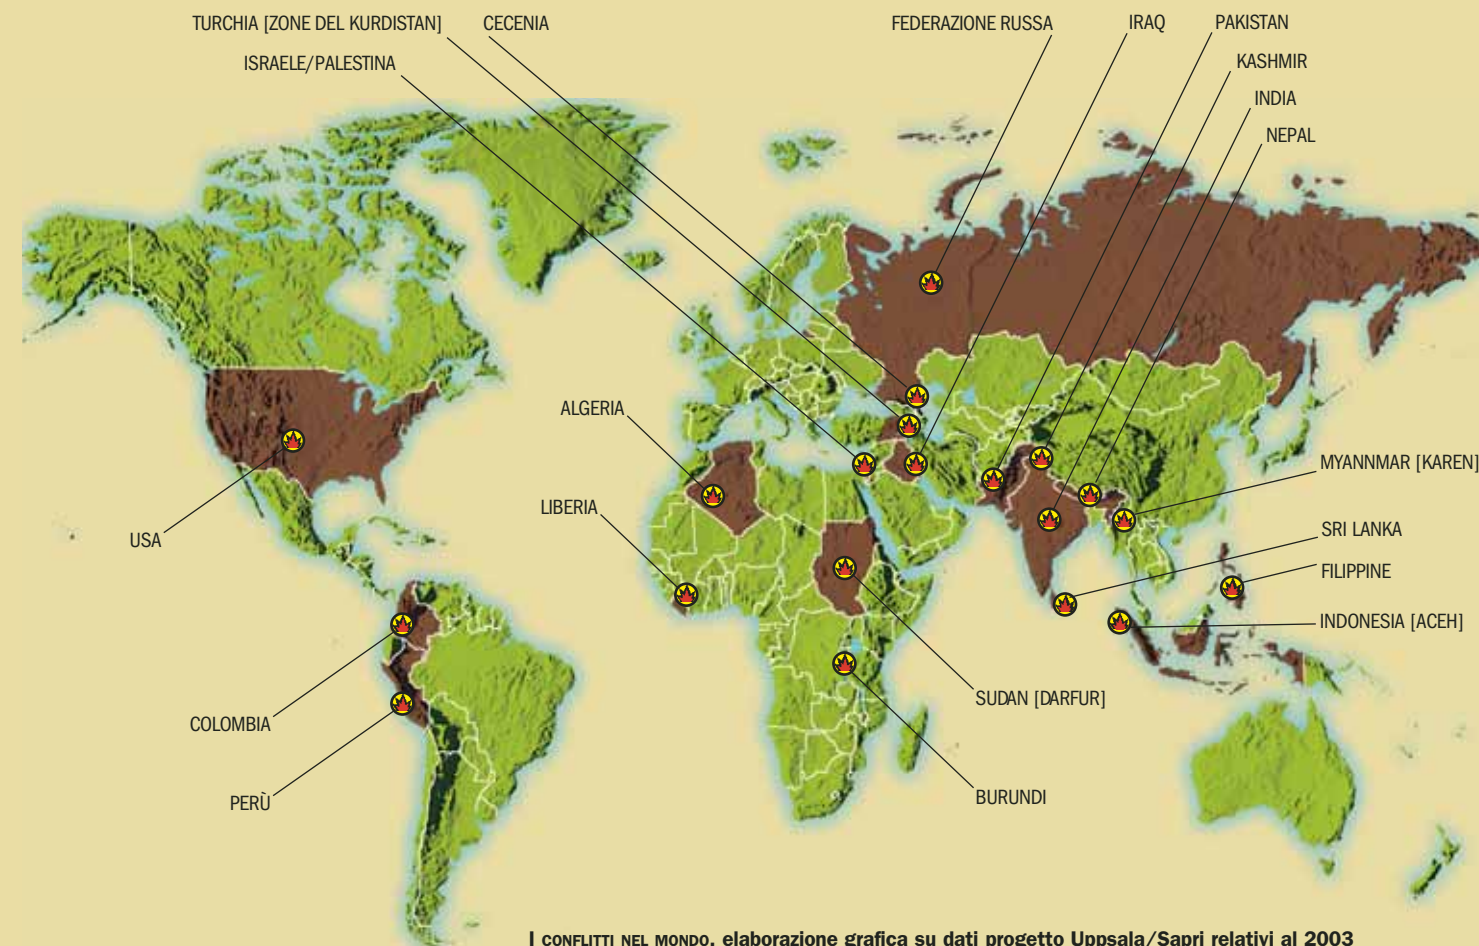 TURCHIA [ZONE DEL KURDISTAN]
CECENIA
FEDERAZIONE RUSSA
IRAQ
PAKISTAN
ISRAELE/PALESTINA
KASHMIR
INDIA
NEPAL
ALGERIA
LIBERIA
USA
MYANNMAR [KAREN]
SRI LANKA
FILIPPINE
INDONESIA [ACEH]
SUDAN [DARFUR]
COLOMBIA
PERÙ
BURUNDI
I CONFLITTI NEL MONDO, elaborazione grafica su dati progetto Uppsala/Sapri relativi al 2003